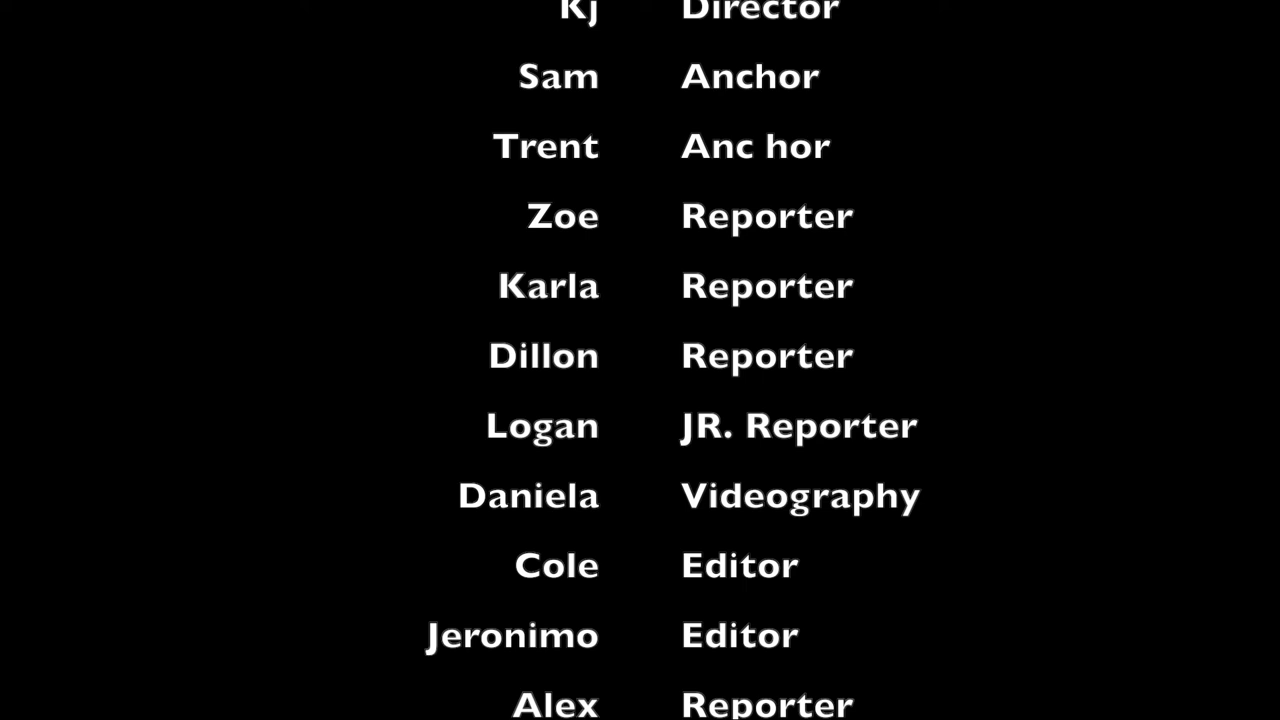 Kj Director
Sam Anchor
Trent Anc hor
Zoe Reporter
Karla Reporter
Dillon Reporter
Logan JR. Reporter
Daniela Videography
Cole Editor
Jeronimo Editor
Alex Reporter